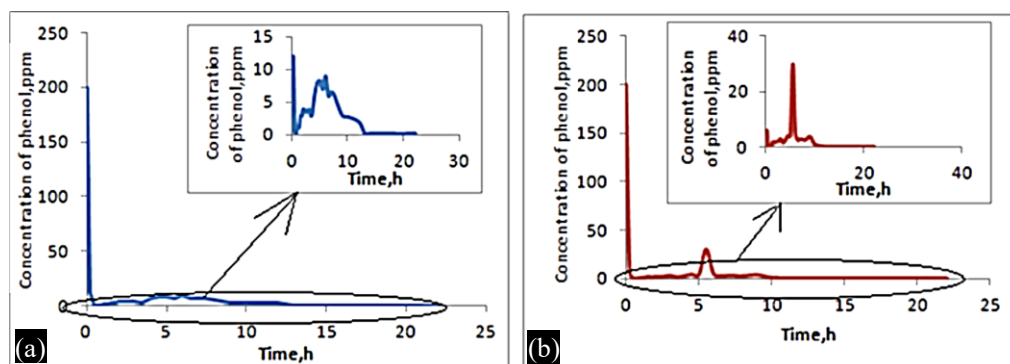 Concentration of phenol,ppm
250
200
150
100
50
0
0 5 10 15 20 25
Time,h
Concentration
of phenol,ppm
15
10
5
0
0 10 20 30
Time,h
(a)
Concentration of phenol,ppm
250
200
150
100
50
0
0 5 10 15 20 25
Time,h
Concentration
of phenol,ppm
40
20
0
0 20 40
Time,h
(b)